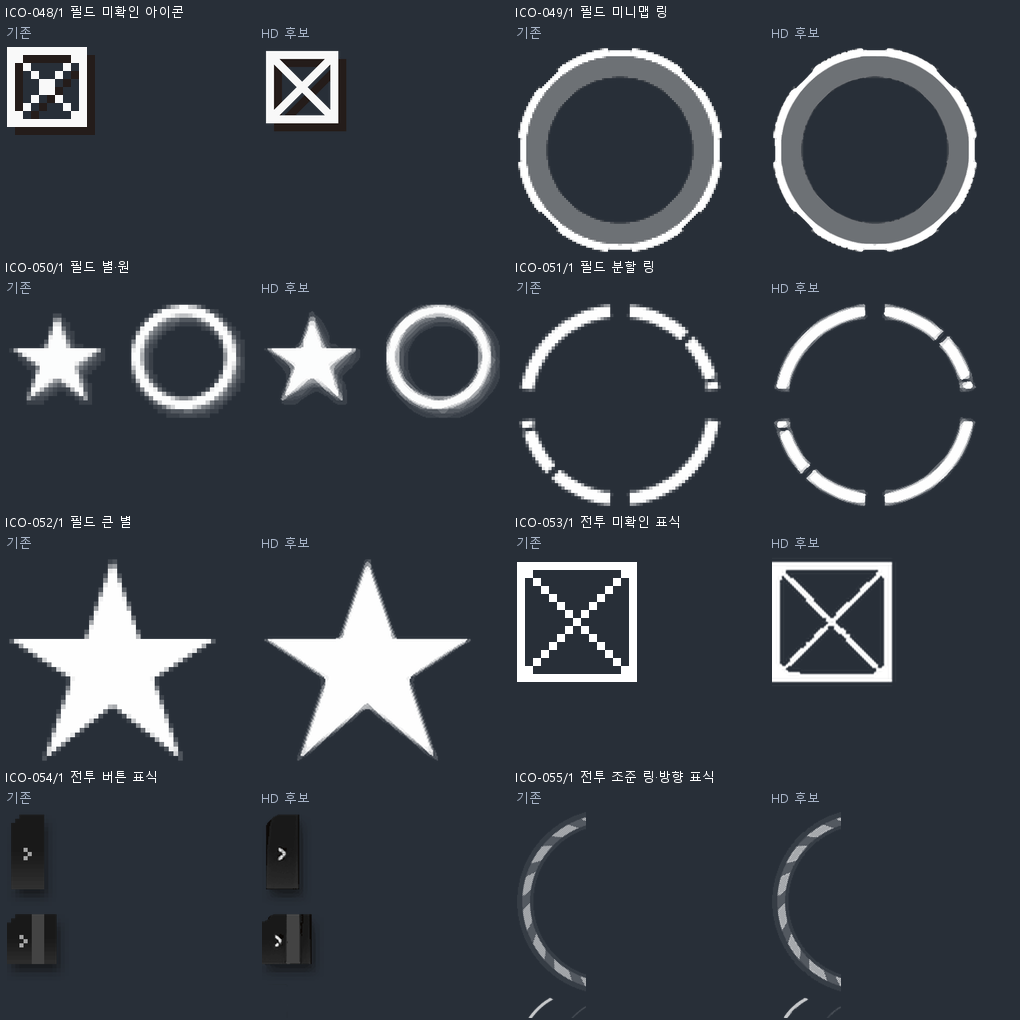 ICO-048/1 필드 미확인 아이콘
기존 HD 후보
ICO-049/1 필드 미니맵 링
기존 HD 후보
ICO-050/1 필드 별·원
기존 HD 후보
ICO-051/1 필드 분할 링
기존 HD 후보
ICO-052/1 필드 큰 별
기존 HD 후보
ICO-053/1 전투 미확인 표식
기존 HD 후보
ICO-054/1 전투 버튼 표식
기존 HD 후보
ICO-055/1 전투 조준 링·방향 표식
기존 HD 후보